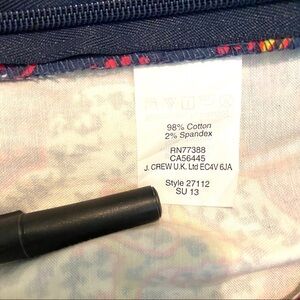 98% Cotton
2% Spandex
RN77388
CA56445
J. CREW U.K. Ltd EC4V 6JA
Style 27112
SU 13